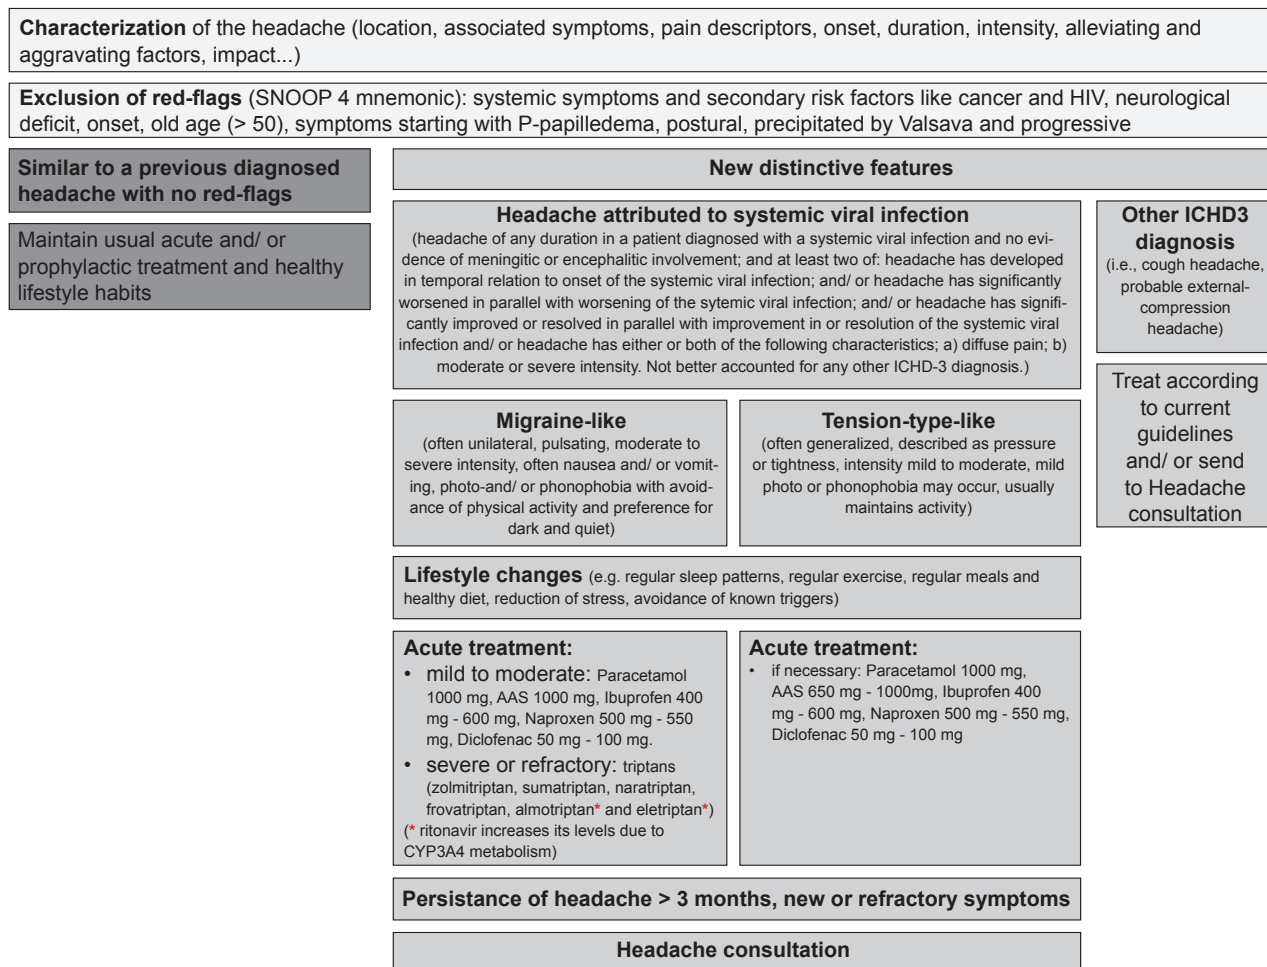 Characterization of the headache (location, associated symptoms, pain descriptors, onset, duration, intensity, alleviating and
aggravating factors, impact...)
Exclusion of red-flags (SNOOP 4 mnemonic): systemic symptoms and secondary risk factors like cancer and HIV, neurological
deficit, onset, old age (> 50), symptoms starting with P-papilledema, postural, precipitated by Valsava and progressive
Similar to a previous diagnosed
headache with no red-flags
Maintain usual acute and/ or
prophylactic treatment and healthy
lifestyle habits
New distinctive features
Headache attributed to systemic viral infection
(headache of any duration in a patient diagnosed with a systemic viral infection and no evi-
dence of meningitic or encephalitic involvement; and at least two of: headache has developed
in temporal relation to onset of the systemic viral infection; and/ or headache has significantly
worsened in parallel with worsening of the sytemic viral infection; and/ or headache has signifi-
cantly improved or resolved in parallel with improvement in or resolution of the systemic viral
infection and/ or headache has either or both of the following characteristics; a) diffuse pain; b)
moderate or severe intensity. Not better accounted for any other ICHD-3 diagnosis.)
Other ICHD3
diagnosis
(i.e., cough headache,
probable external-
compression
headache)
Treat according
to current
guidelines
and/ or send
to Headache
consultation
Migraine-like
(often unilateral, pulsating, moderate to
severe intensity, often nausea and/ or vomit-
ing, photo-and/ or phonophobia with avoid-
ance of physical activity and preference for
dark and quiet)
Tension-type-like
(often generalized, described as pressure
or tightness, intensity mild to moderate, mild
photo or phonophobia may occur, usually
maintains activity)
Lifestyle changes (e.g. regular sleep patterns, regular exercise, regular meals and
healthy diet, reduction of stress, avoidance of known triggers)
Acute treatment:
• mild to moderate: Paracetamol
1000 mg, AAS 1000 mg, Ibuprofen 400
mg - 600 mg, Naproxen 500 mg - 550
mg, Diclofenac 50 mg - 100 mg.
• severe or refractory: triptans
(zolmitriptan, sumatriptan, naratriptan,
frovatriptan, almotriptan* and eletriptan*)
(* ritonavir increases its levels due to
CYP3A4 metabolism)
Acute treatment:
• if necessary: Paracetamol 1000 mg,
AAS 650 mg - 1000mg, Ibuprofen 400
mg - 600 mg, Naproxen 500 mg - 550 mg,
Diclofenac 50 mg - 100 mg
Persistance of headache > 3 months, new or refractory symptoms
Headache consultation